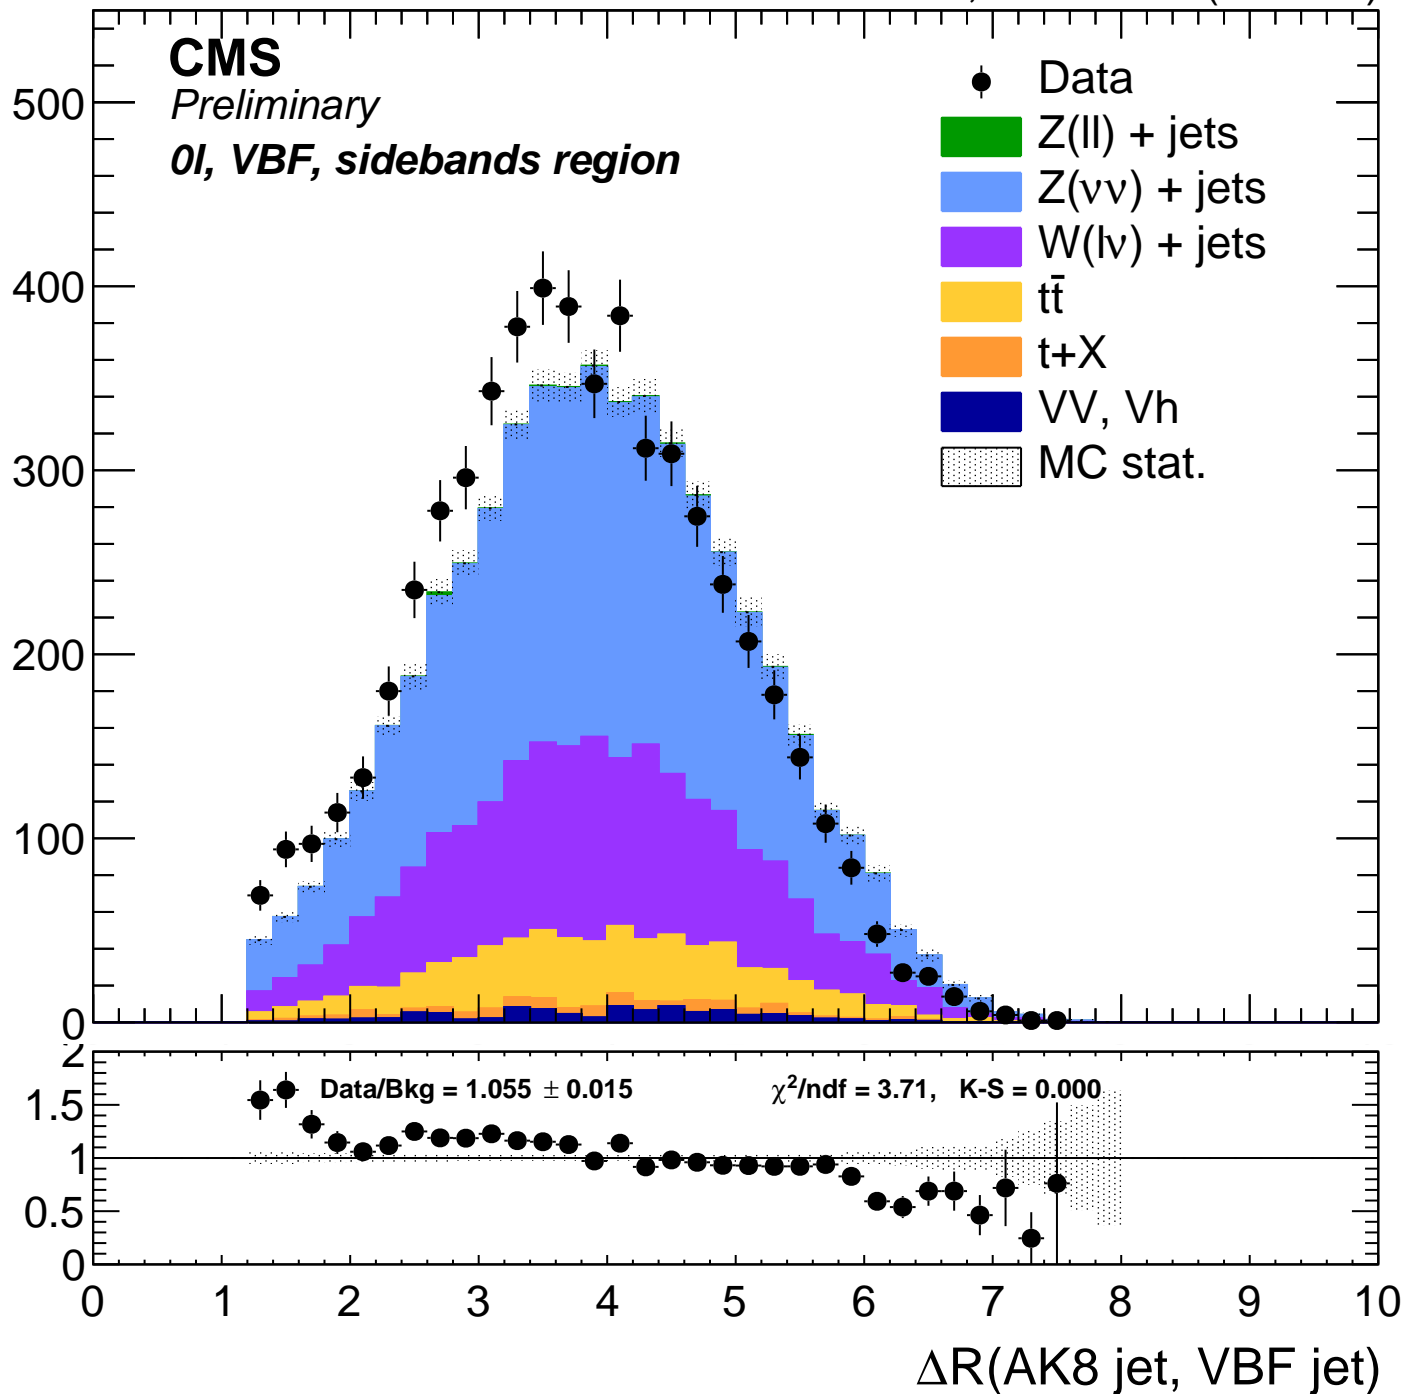 CMS
Preliminary
0l, VBF, sidebands region
Data
Z(ll) + jets
Z(νν) + jets
W(lν) + jets
tt̄
t+X
VV, Vh
MC stat.
500
400
300
200
100
0
2
1.5
1
0.5
0
Data/Bkg = 1.055 ± 0.015
χ²/ndf = 3.71, K-S = 0.000
0 1 2 3 4 5 6 7 8 9 10
ΔR(AK8 jet, VBF jet)